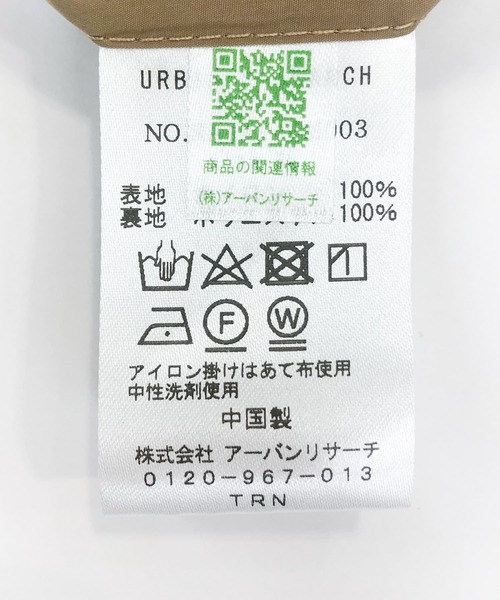 URB CH
NO. 003
商品の関連情報
(株)アーバンリサーチ
表地 100%
裏地 100%
F W
アイロン掛けはあて布使用
中性洗剤使用
中国製
株式会社 アーバンリサーチ
0120-967-013
TRN